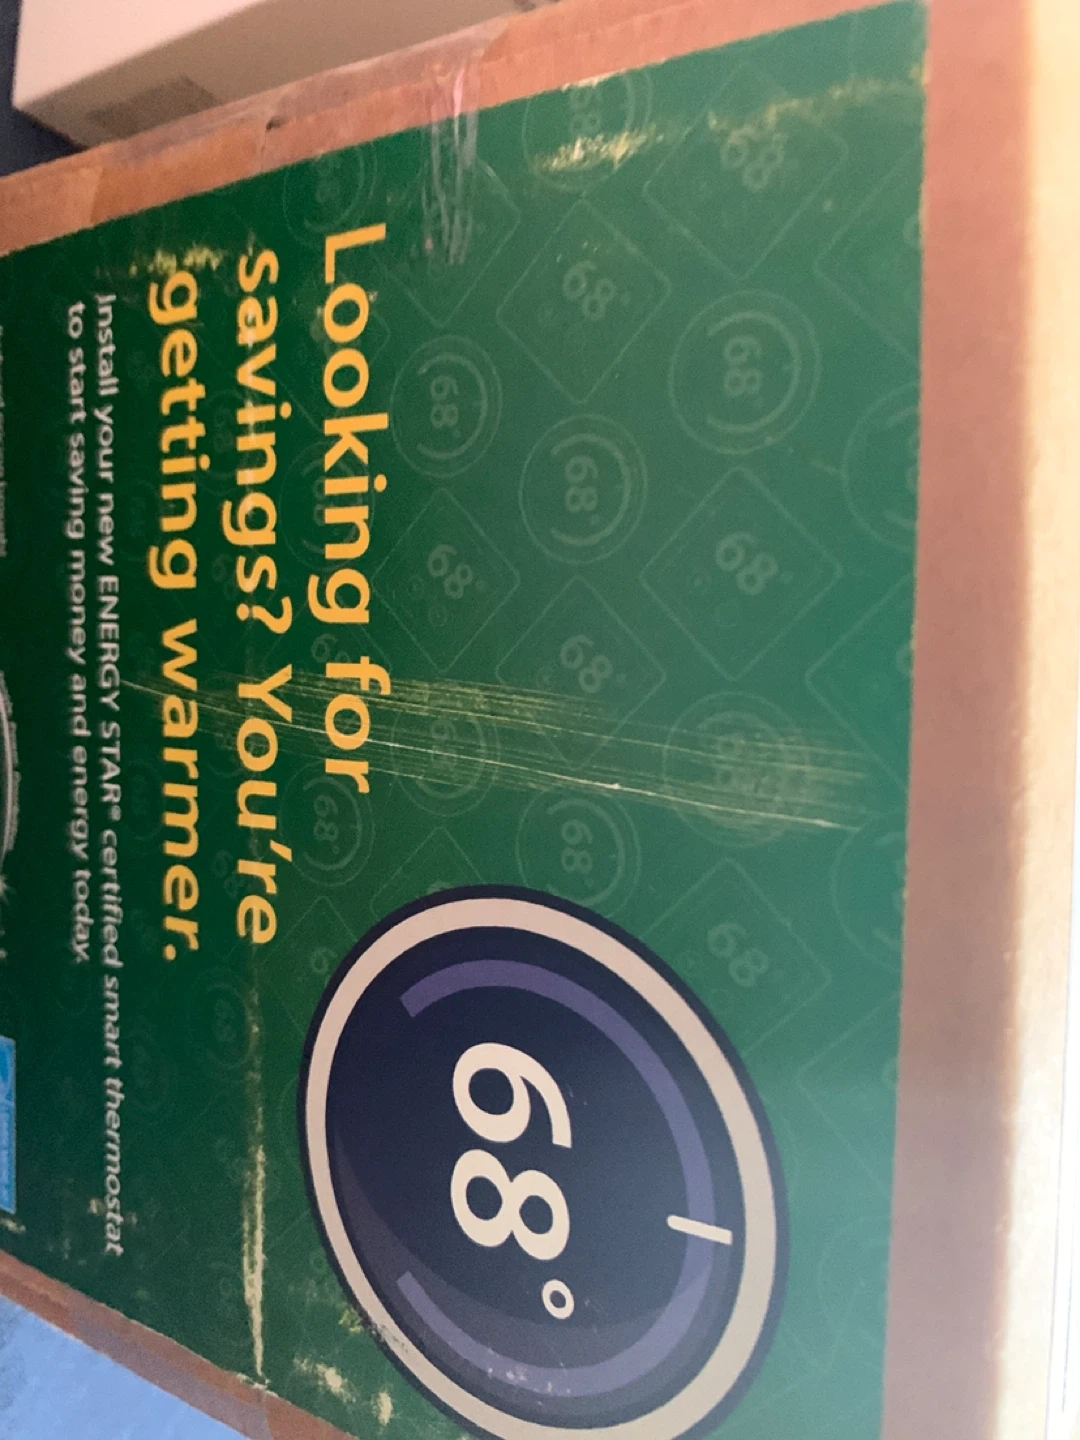 Looking for
savings? You're
getting warmer.
Install your new ENERGY STAR® certified smart thermostat
to start saving money and energy today.
68°